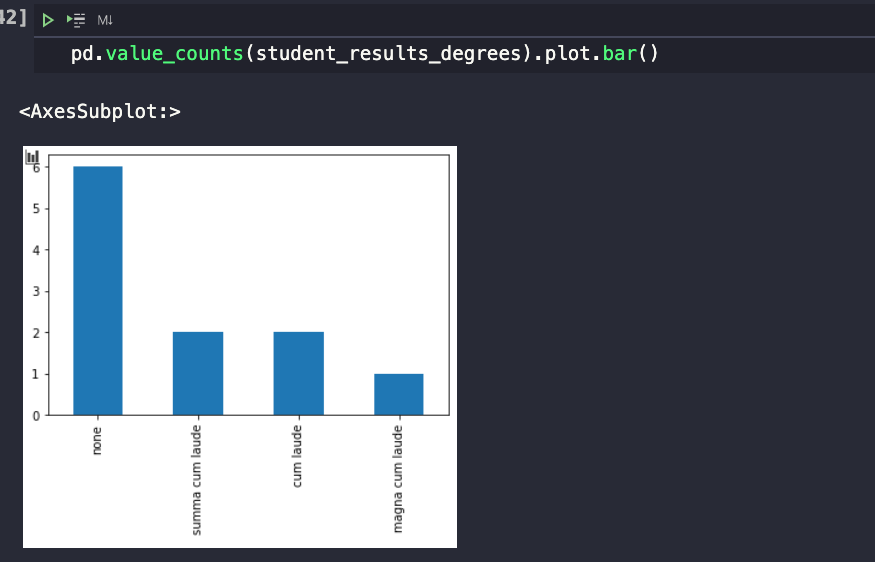 42]
M↓
pd.value_counts(student_results_degrees).plot.bar()
<AxesSubplot:>
6
5
4
3
2
1
0
none
summa cum laude
cum laude
magna cum laude